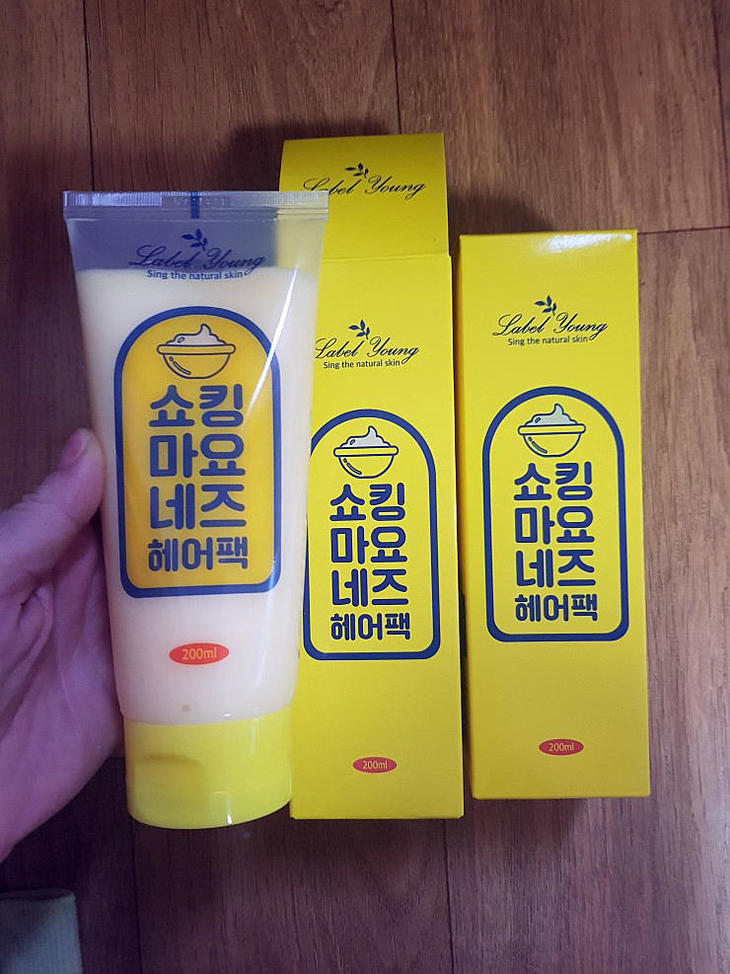 Label Young
Sing the natural skin
쇼킹
마요
네즈
헤어팩
200ml
Label Young
Label Young
Sing the natural skin
쇼킹
마요
네즈
헤어팩
200ml
Label Young
Sing the natural skin
쇼킹
마요
네즈
헤어팩
200ml